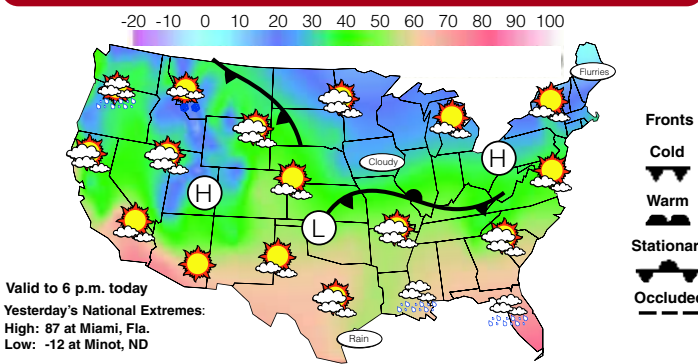 -20 -10 0 10 20 30 40 50 60 70 80 90 100
Flurries
Fronts
Cold
Cloudy
H
Warm
H
L
Stationar
Valid to 6 p.m. today
Yesterday's National Extremes:
High: 87 at Miami, Fla.
Low: -12 at Minot, ND
Rain
Occlude